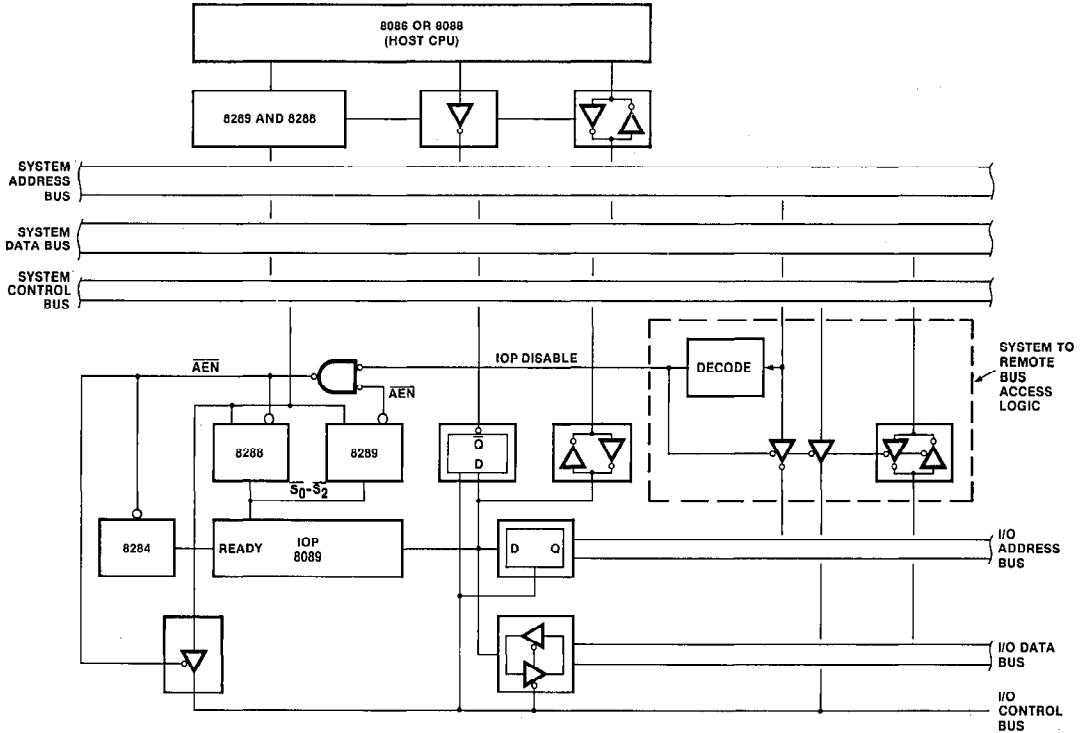 8086 OR 8088
(HOST CPU)
8289 AND 8288
SYSTEM
ADDRESS
BUS
SYSTEM
DATA BUS
SYSTEM
CONTROL
BUS
AEN
IOP DISABLE
AEN
DECODE
SYSTEM TO
REMOTE
BUS
ACCESS
LOGIC
8288
8289
Q
D
S0-S2
8284
READY
IOP
8089
D Q
I/O
ADDRESS
BUS
I/O DATA
BUS
I/O
CONTROL
BUS